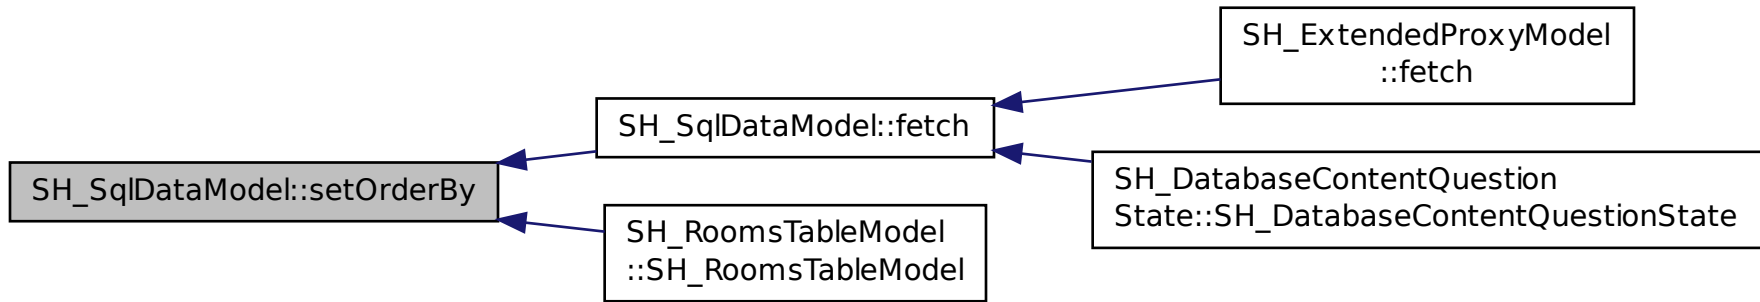 SH_ExtendedProxyModel
::fetch
SH_SqlDataModel::fetch
SH_SqlDataModel::setOrderBy
SH_DatabaseContentQuestion
State::SH_DatabaseContentQuestionState
SH_RoomsTableModel
::SH_RoomsTableModel